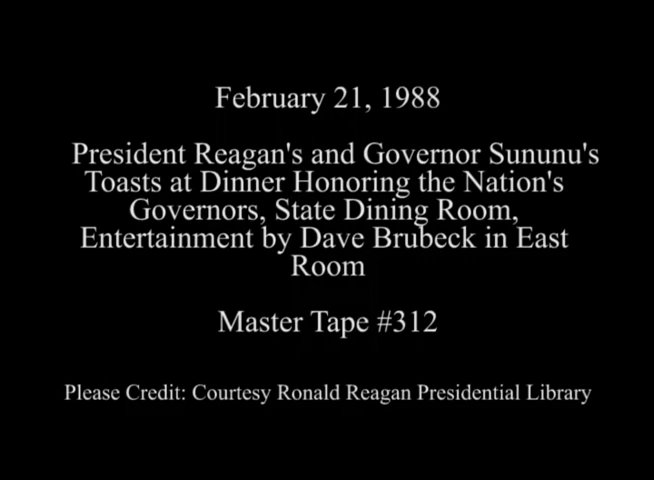 February 21, 1988
President Reagan's and Governor Sununu's
Toasts at Dinner Honoring the Nation's
Governors, State Dining Room,
Entertainment by Dave Brubeck in East
Room
Master Tape #312
Please Credit: Courtesy Ronald Reagan Presidential Library